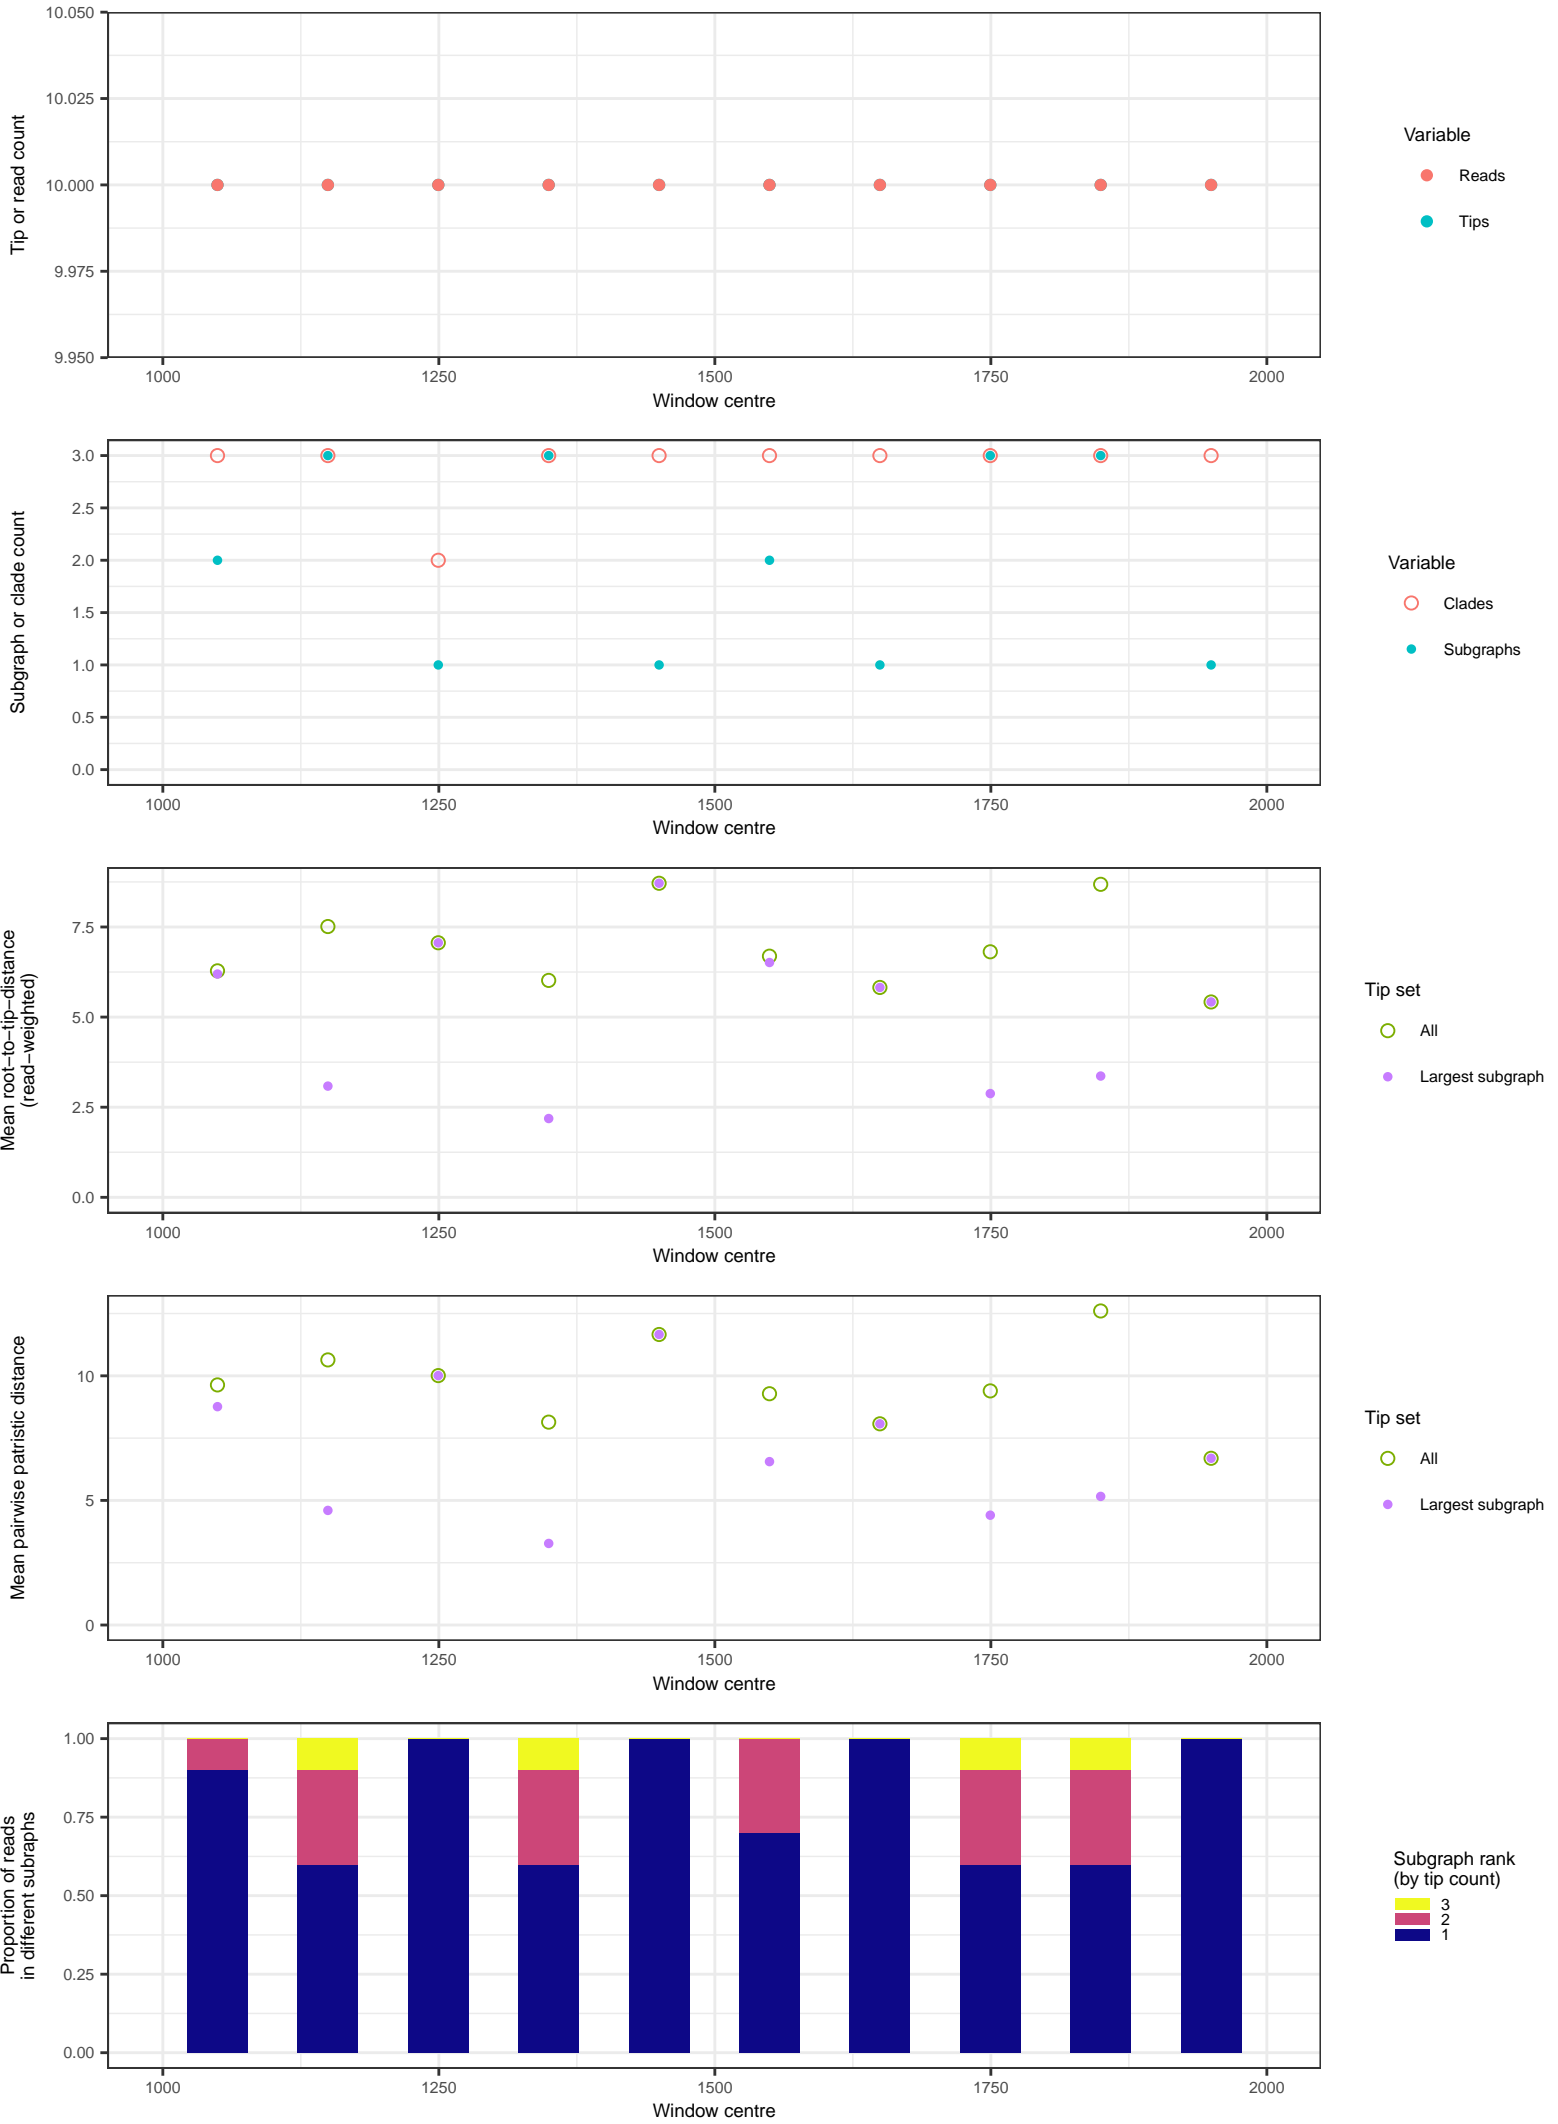 10.050
10.025
10.000
9.975
9.950
Tip or read count
1000 1250 1500 1750 2000
Window centre
Variable
Reads
Tips
3.0
2.5
2.0
1.5
1.0
0.5
0.0
Subgraph or clade count
1000 1250 1500 1750 2000
Window centre
Variable
Clades
Subgraphs
7.5
5.0
2.5
0.0
Mean root−to−tip−distance
(read−weighted)
1000 1250 1500 1750 2000
Window centre
Tip set
All
Largest subgraph
10
5
0
Mean pairwise patristic distance
1000 1250 1500 1750 2000
Window centre
Tip set
All
Largest subgraph
1.00
0.75
0.50
0.25
0.00
Proportion of reads
in different subraphs
1000 1250 1500 1750 2000
Window centre
Subgraph rank
(by tip count)
3
2
1